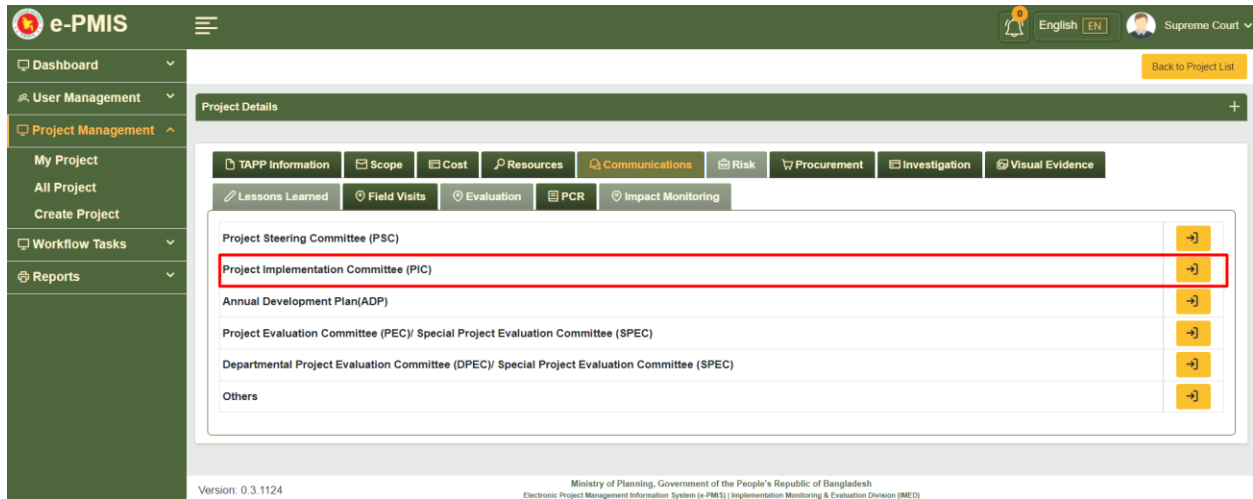 e-PMIS
0
English EN
Supreme Court
Dashboard
User Management
Project Management
My Project
All Project
Create Project
Workflow Tasks
Reports
Back to Project List
Project Details
TAPP Information Scope Cost Resources Communications Risk Procurement Investigation Visual Evidence
Lessons Learned Field Visits Evaluation PCR Impact Monitoring
Project Steering Committee (PSC)
Project Implementation Committee (PIC)
Annual Development Plan(ADP)
Project Evaluation Committee (PEC)/ Special Project Evaluation Committee (SPEC)
Departmental Project Evaluation Committee (DPEC)/ Special Project Evaluation Committee (SPEC)
Others
Version: 0.3.1124
Ministry of Planning, Government of the People's Republic of Bangladesh
Electronic Project Management Information System (e-PMIS) | Implementation Monitoring & Evaluation Division (IMED)